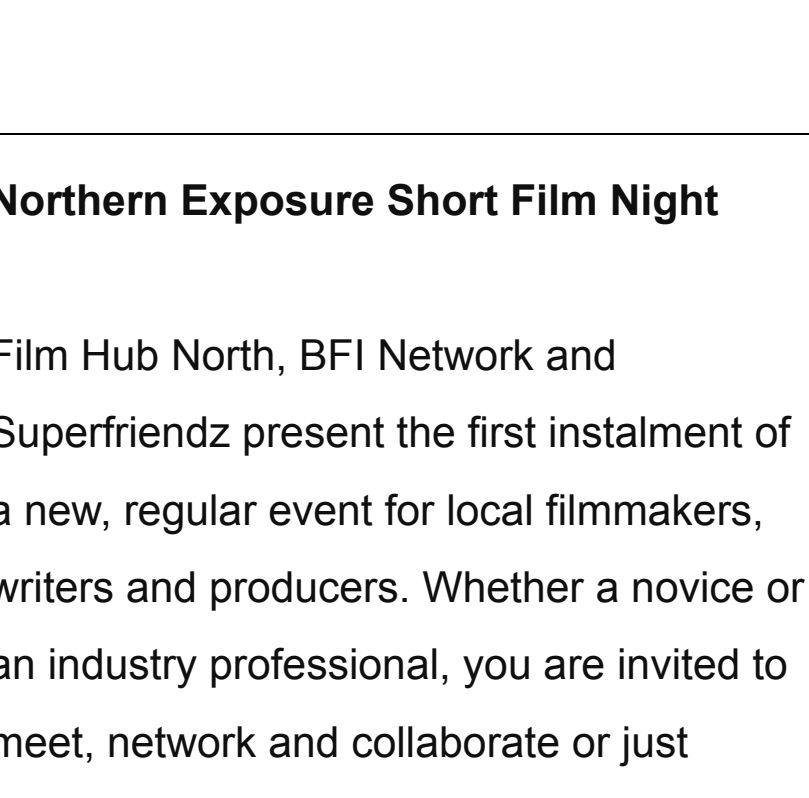 Northern Exposure Short Film Night
Film Hub North, BFI Network and
Superfriendz present the first instalment of
a new, regular event for local filmmakers,
writers and producers. Whether a novice or
an industry professional, you are invited to
meet, network and collaborate or just